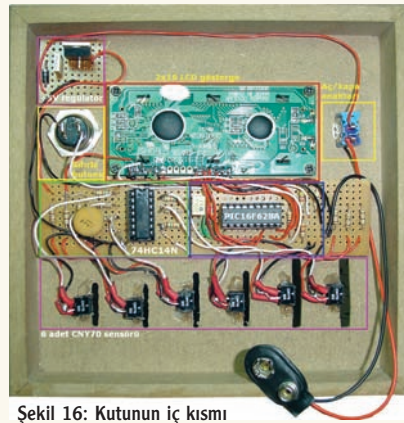 2x16 LCD gösterge
Aç/kapa
anahtarı
+5V regülatör
Sıfırla
butonu
74HC14N
PIC16F628A
6 adet CNY70 sensörü
Şekil 16: Kutunun iç kısmı